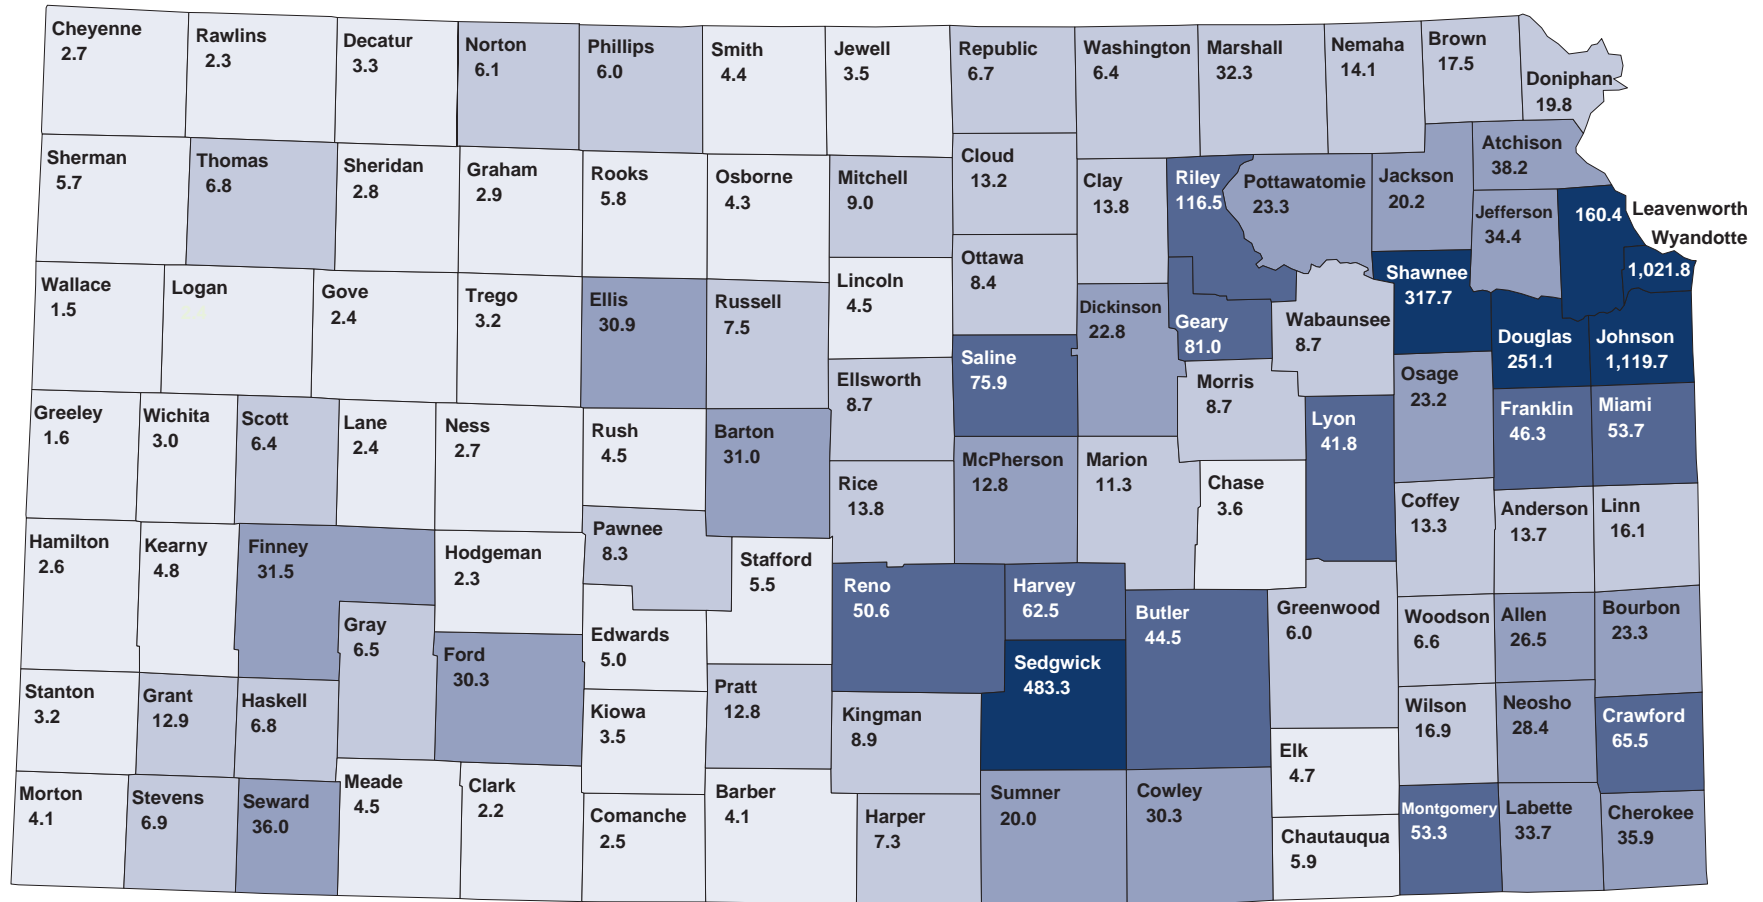 Cheyenne
2.7
Rawlins
2.3
Decatur
3.3
Norton
6.1
Phillips
6.0
Smith
4.4
Jewell
3.5
Republic
6.7
Washington
6.4
Marshall
32.3
Nemaha
14.1
Brown
17.5
Doniphan
19.8
Sherman
5.7
Thomas
6.8
Sheridan
2.8
Graham
2.9
Rooks
5.8
Osborne
4.3
Mitchell
9.0
Cloud
13.2
Clay
13.8
Riley
116.5
Pottawatomie
23.3
Jackson
20.2
Atchison
38.2
Jefferson
34.4
160.4
Leavenworth
Wyandotte
1,021.8
Wallace
1.5
Logan
Gove
2.4
Trego
3.2
Ellis
30.9
Russell
7.5
Lincoln
4.5
Ottawa
8.4
Dickinson
22.8
Geary
81.0
Wabaunsee
8.7
Shawnee
317.7
Douglas
251.1
Johnson
1,119.7
Ellsworth
8.7
Saline
75.9
Morris
8.7
Osage
23.2
Franklin
46.3
Miami
53.7
Greeley
1.6
Wichita
3.0
Scott
6.4
Lane
2.4
Ness
2.7
Rush
4.5
Barton
31.0
Rice
13.8
McPherson
12.8
Marion
11.3
Chase
3.6
Lyon
41.8
Coffey
13.3
Anderson
13.7
Linn
16.1
Hamilton
2.6
Kearny
4.8
Finney
31.5
Hodgeman
2.3
Pawnee
8.3
Stafford
5.5
Reno
50.6
Harvey
62.5
Butler
44.5
Greenwood
6.0
Woodson
6.6
Allen
26.5
Bourbon
23.3
Gray
6.5
Ford
30.3
Edwards
5.0
Sedgwick
483.3
Stanton
3.2
Grant
12.9
Haskell
6.8
Kiowa
3.5
Pratt
12.8
Kingman
8.9
Wilson
16.9
Neosho
28.4
Crawford
65.5
Elk
4.7
Morton
4.1
Stevens
6.9
Seward
36.0
Meade
4.5
Clark
2.2
Comanche
2.5
Barber
4.1
Harper
7.3
Sumner
20.0
Cowley
30.3
Chautauqua
5.9
Montgomery
53.3
Labette
33.7
Cherokee
35.9